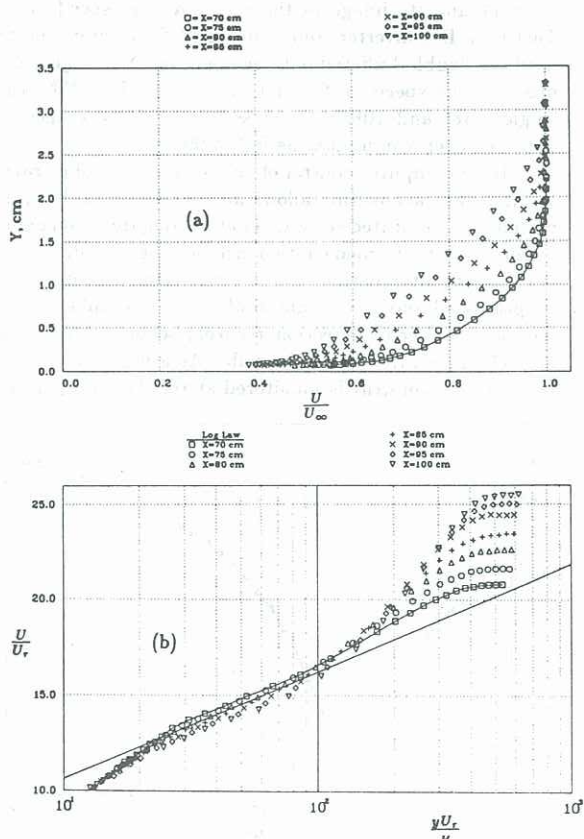 □ = X=70 cm
○ = X=75 cm
△ = X=80 cm
+ = X=85 cm
× = X=90 cm
◇ = X=95 cm
▽ = X=100 cm
3.5
3.0
2.5
2.0
1.5
1.0
0.5
0.0
Y, cm
(a)
0.0 0.2 0.4 0.6 0.8 1.0
U
U∞
Log Law
□ X=70 cm
○ X=75 cm
△ X=80 cm
+ X=85 cm
× X=90 cm
◇ X=95 cm
▽ X=100 cm
25.0
20.0
15.0
10.0
U
Uτ
(b)
10¹ 10² 10³
yUτ
ν